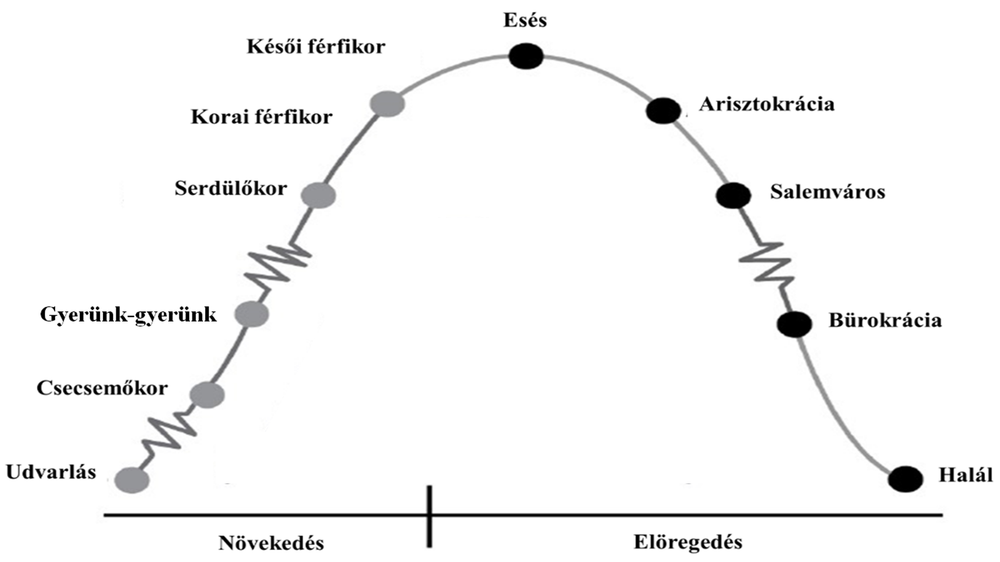 Esés
Késői férfikor
Korai férfikor
Arisztokrácia
Serdülőkor
Salemváros
Gyerünk-gyerünk
Bürokrácia
Csecsemőkor
Udvarlás
Halál
Növekedés
Elöregedés